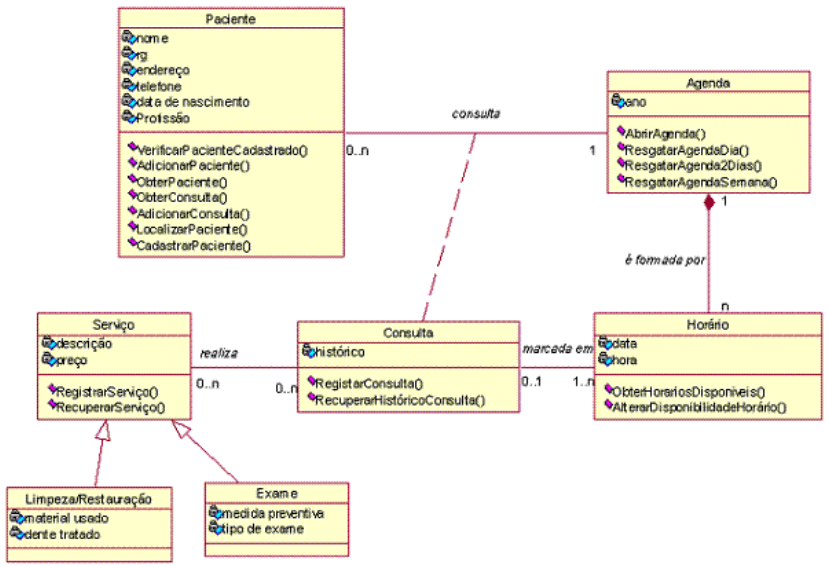 Paciente
nome
rg
endereço
telefone
data de nascimento
Profissão
VerificarPacienteCadastrado()
AdicionarPaciente()
ObterPaciente()
ObterConsulta()
AdicionarConsulta()
LocalizarPaciente()
CadastrarPaciente()
consulta
0..n
1
Agenda
ano
AbrirAgenda()
ResgatarAgendaDia()
ResgatarAgenda2Dias()
ResgatarAgendaSemana()
1
é formada por
n
Serviço
descrição
preço
RegistrarServiço()
RecuperarServiço()
realiza
0..n
0..n
Consulta
histórico
RegistarConsulta()
RecuperarHistóricoConsulta()
marcada em
0..1
1..n
Horário
data
hora
ObterHorariosDisponiveis()
AlterarDisponibilidadeHorário()
Limpeza/Restauração
material usado
dente tratado
Exame
medida preventiva
tipo de exame